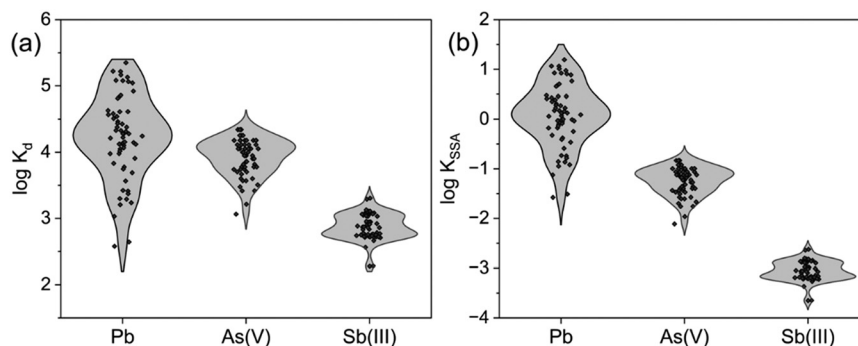 (a)
log K_d
6
5
4
3
2
Pb As(V) Sb(III)
(b)
log K_SSA
2
1
0
-1
-2
-3
-4
Pb As(V) Sb(III)